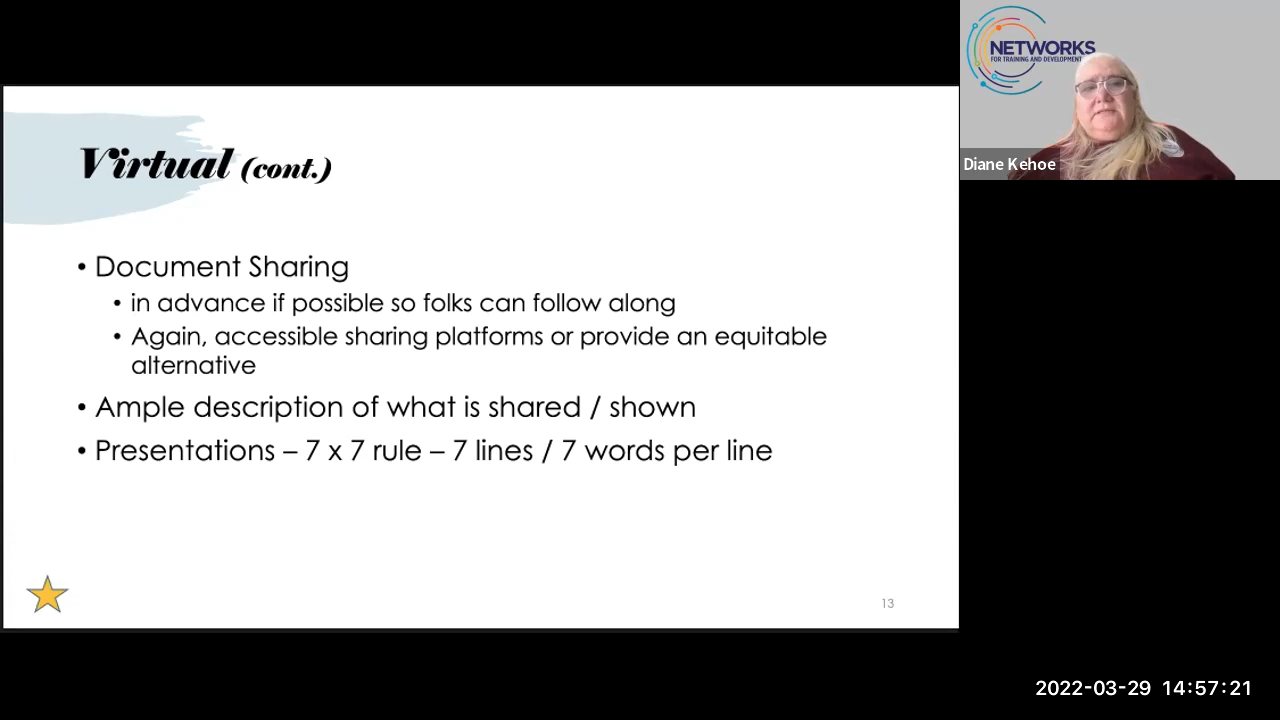 Virtual (cont.)
• Document Sharing
• in advance if possible so folks can follow along
• Again, accessible sharing platforms or provide an equitable
alternative
• Ample description of what is shared / shown
• Presentations – 7 x 7 rule – 7 lines / 7 words per line
13
NETWORKS
FOR TRAINING AND DEVELOPMENT
Diane Kehoe
2022-03-29 14:57:21